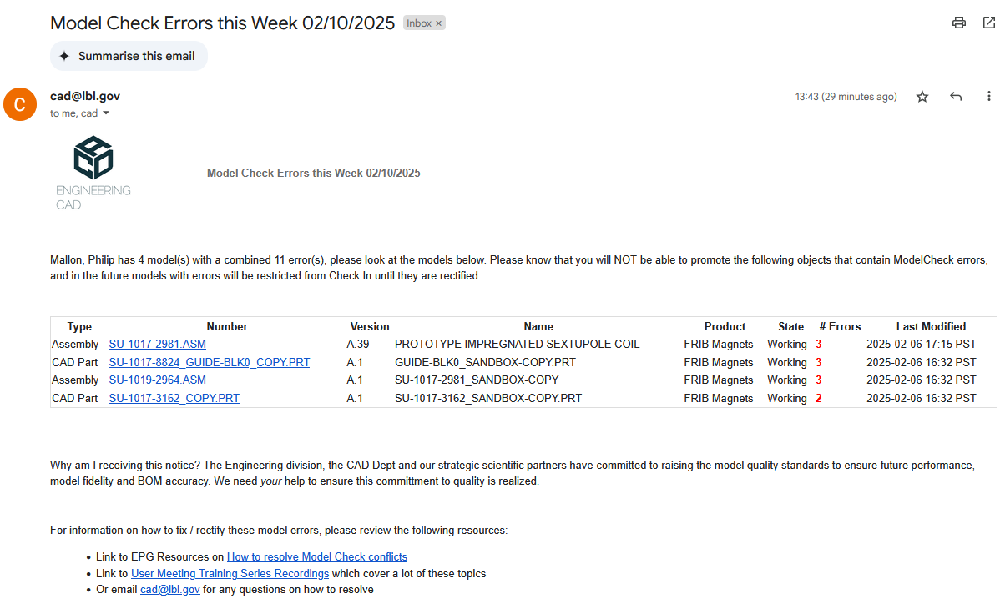 Model Check Errors this Week 02/10/2025 Inbox ×
Summarise this email
C
cad@lbl.gov 13:43 (29 minutes ago)
to me, cad
ACD
ENGINEERING
CAD
Model Check Errors this Week 02/10/2025
Mallon, Philip has 4 model(s) with a combined 11 error(s), please look at the models below. Please know that you will NOT be able to promote the following objects that contain ModelCheck errors,
and in the future models with errors will be restricted from Check In until they are rectified.
Type Number Version Name Product State # Errors Last Modified
Assembly SU-1017-2981.ASM A.39 PROTOTYPE IMPREGNATED SEXTUPOLE COIL FRIB Magnets Working 3 2025-02-06 17:15 PST
CAD Part SU-1017-8824_GUIDE-BLK0_COPY.PRT A.1 GUIDE-BLK0_SANDBOX-COPY.PRT FRIB Magnets Working 3 2025-02-06 16:32 PST
Assembly SU-1019-2964.ASM A.1 SU-1017-2981_SANDBOX-COPY FRIB Magnets Working 3 2025-02-06 16:32 PST
CAD Part SU-1017-3162_COPY.PRT A.1 SU-1017-3162_SANDBOX-COPY.PRT FRIB Magnets Working 2 2025-02-06 16:32 PST
Why am I receiving this notice? The Engineering division, the CAD Dept and our strategic scientific partners have committed to raising the model quality standards to ensure future performance,
model fidelity and BOM accuracy. We need your help to ensure this committment to quality is realized.
For information on how to fix / rectify these model errors, please review the following resources:
• Link to EPG Resources on How to resolve Model Check conflicts
• Link to User Meeting Training Series Recordings which cover a lot of these topics
• Or email cad@lbl.gov for any questions on how to resolve